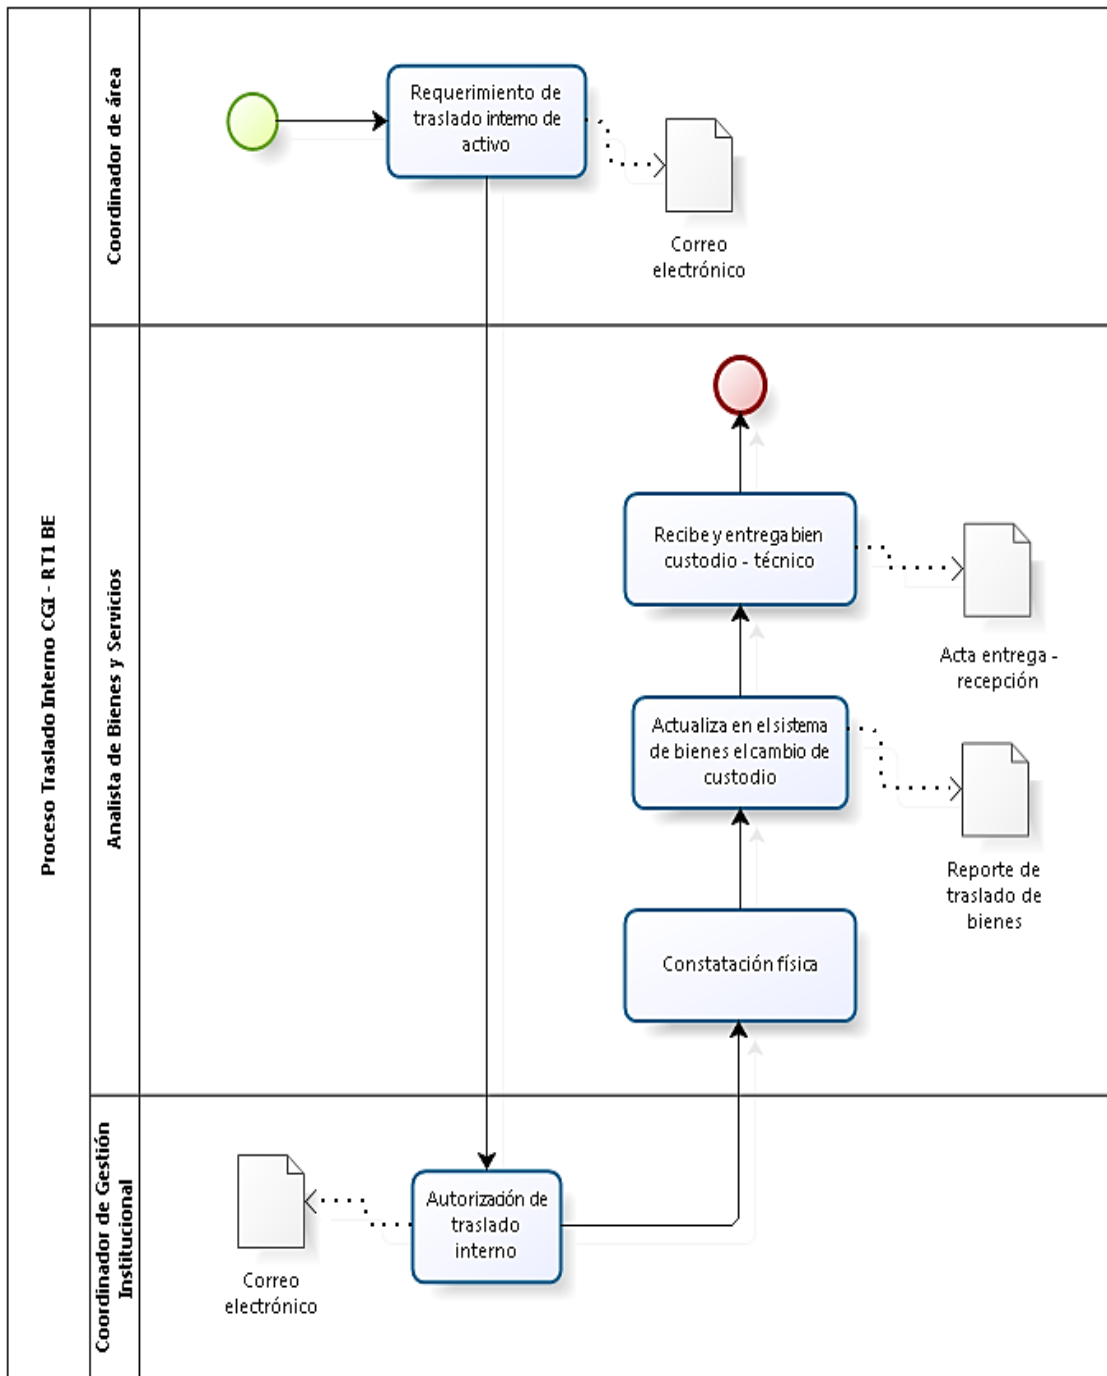 Proceso Traslado Interno CGI - RT1 BE
Coordinador de área
Requerimiento de
traslado interno de
activo
Correo
electrónico
Analista de Bienes y Servicios
Recibe y entrega bien
custodio - técnico
Acta entrega -
recepción
Actualiza en el sistema
de bienes el cambio de
custodio
Reporte de
traslado de
bienes
Constatación física
Coordinador de Gestión
Institucional
Autorización de
traslado
interno
Correo
electrónico